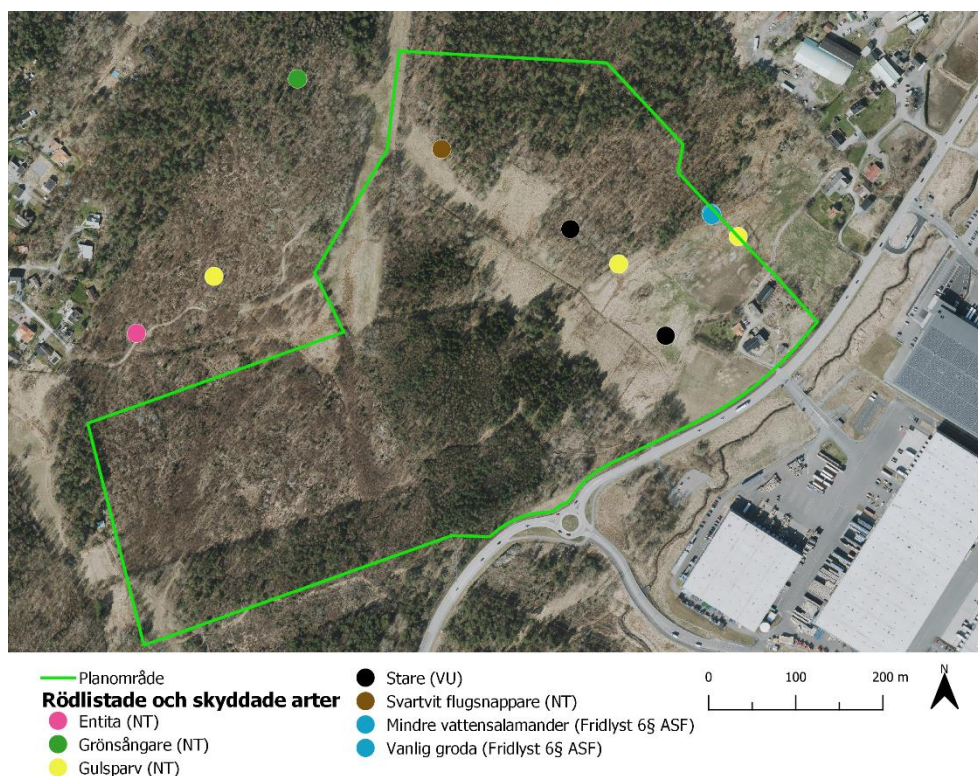 Planområde
Rödlistade och skyddade arter
Entita (NT)
Grönsångare (NT)
Gulsparv (NT)
Stare (VU)
Svartvit flugsnappare (NT)
Mindre vattensalamander (Fridlyst 6§ ASF)
Vanlig groda (Fridlyst 6§ ASF)
0 100 200 m
N